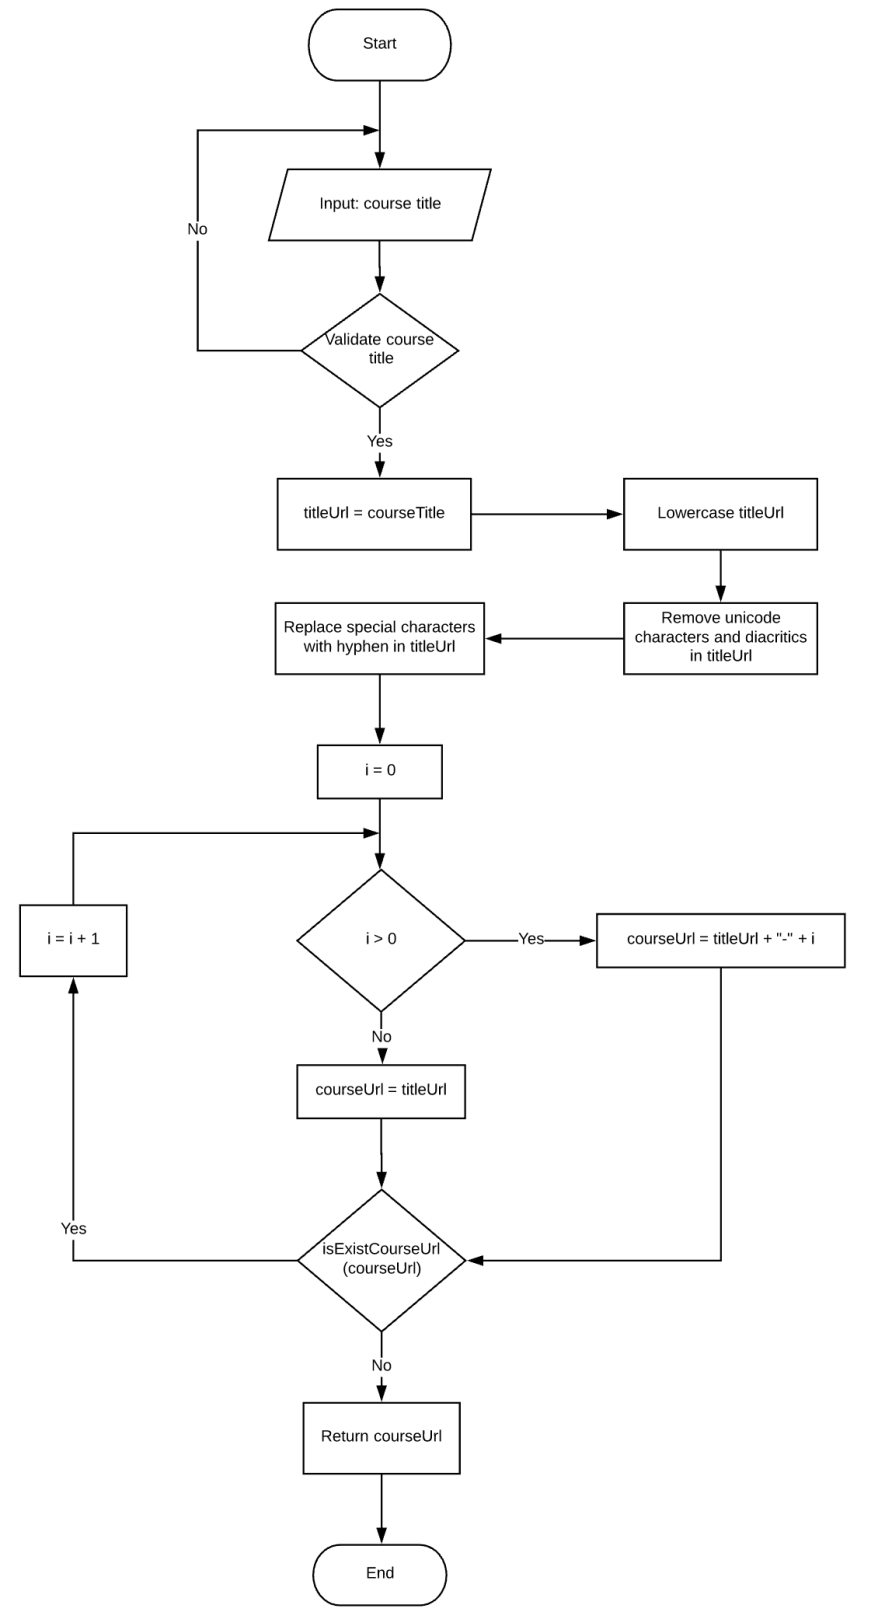 Start
Input: course title
No
Validate course
title
Yes
titleUrl = courseTitle
Lowercase titleUrl
Remove unicode
characters and diacritics
in titleUrl
Replace special characters
with hyphen in titleUrl
i = 0
i > 0
Yes
courseUrl = titleUrl + "-" + i
i = i + 1
No
courseUrl = titleUrl
Yes
isExistCourseUrl
(courseUrl)
No
Return courseUrl
End